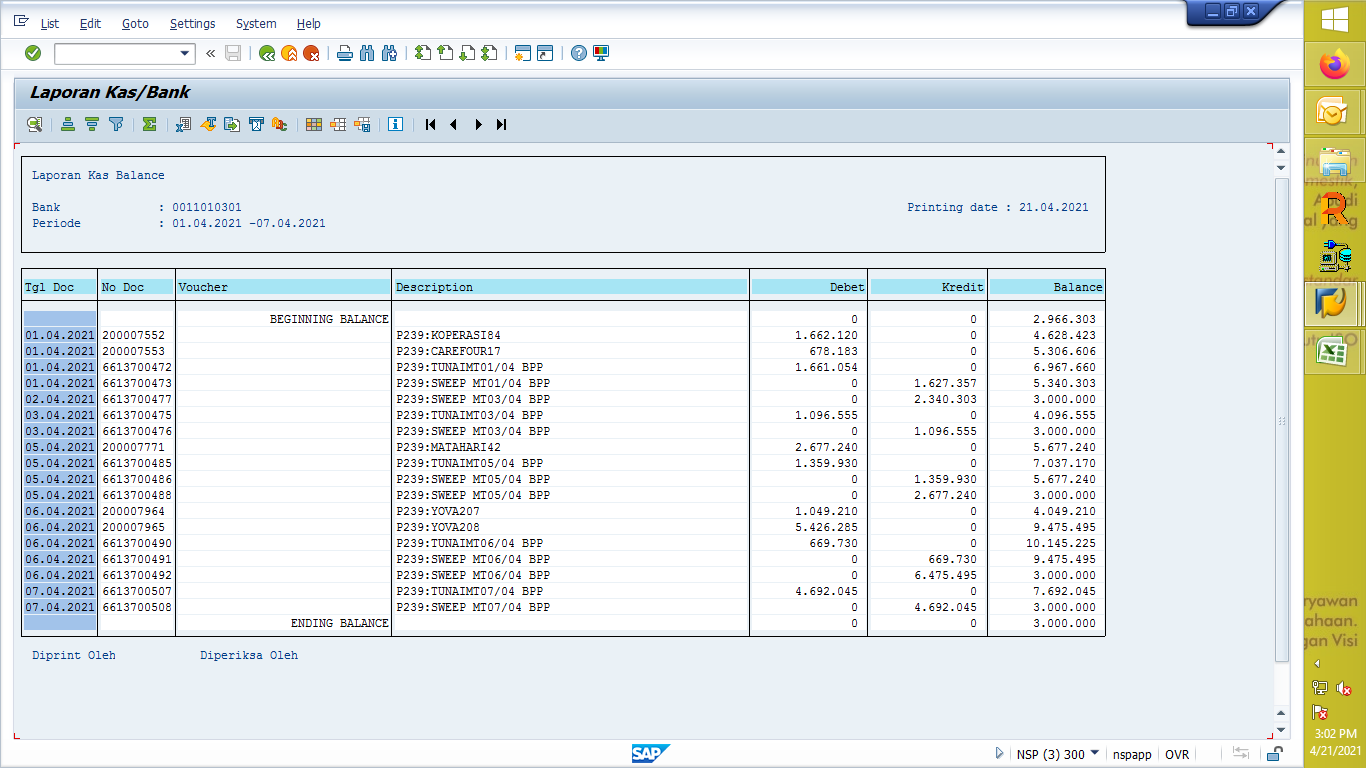 List Edit Goto Settings System Help
Laporan Kas/Bank
Laporan Kas Balance
Bank : 0011010301 Printing date : 21.04.2021
Periode : 01.04.2021 -07.04.2021
Tgl Doc No Doc Voucher Description Debet Kredit Balance
BEGINNING BALANCE 0 0 2.966.303
01.04.2021 200007552 P239:KOPERASI84 1.662.120 0 4.628.423
01.04.2021 200007553 P239:CAREFOUR17 678.183 0 5.306.606
01.04.2021 6613700472 P239:TUNAIMT01/04 BPP 1.661.054 0 6.967.660
01.04.2021 6613700473 P239:SWEEP MT01/04 BPP 0 1.627.357 5.340.303
02.04.2021 6613700477 P239:SWEEP MT03/04 BPP 0 2.340.303 3.000.000
03.04.2021 6613700475 P239:TUNAIMT03/04 BPP 1.096.555 0 4.096.555
03.04.2021 6613700476 P239:SWEEP MT03/04 BPP 0 1.096.555 3.000.000
05.04.2021 200007771 P239:MATAHARI42 2.677.240 0 5.677.240
05.04.2021 6613700485 P239:TUNAIMT05/04 BPP 1.359.930 0 7.037.170
05.04.2021 6613700486 P239:SWEEP MT05/04 BPP 0 1.359.930 5.677.240
05.04.2021 6613700488 P239:SWEEP MT05/04 BPP 0 2.677.240 3.000.000
06.04.2021 200007964 P239:YOVA207 1.049.210 0 4.049.210
06.04.2021 200007965 P239:YOVA208 5.426.285 0 9.475.495
06.04.2021 6613700490 P239:TUNAIMT06/04 BPP 669.730 0 10.145.225
06.04.2021 6613700491 P239:SWEEP MT06/04 BPP 0 669.730 9.475.495
06.04.2021 6613700492 P239:SWEEP MT06/04 BPP 0 6.475.495 3.000.000
07.04.2021 6613700507 P239:TUNAIMT07/04 BPP 4.692.045 0 7.692.045
07.04.2021 6613700508 P239:SWEEP MT07/04 BPP 0 4.692.045 3.000.000
ENDING BALANCE 0 0 3.000.000
Diprint Oleh Diperiksa Oleh
SAP
NSP (3) 300 nspapp OVR
standar
ISO
ryawan
ahaan.
gan Visi
3:02 PM
4/21/2021